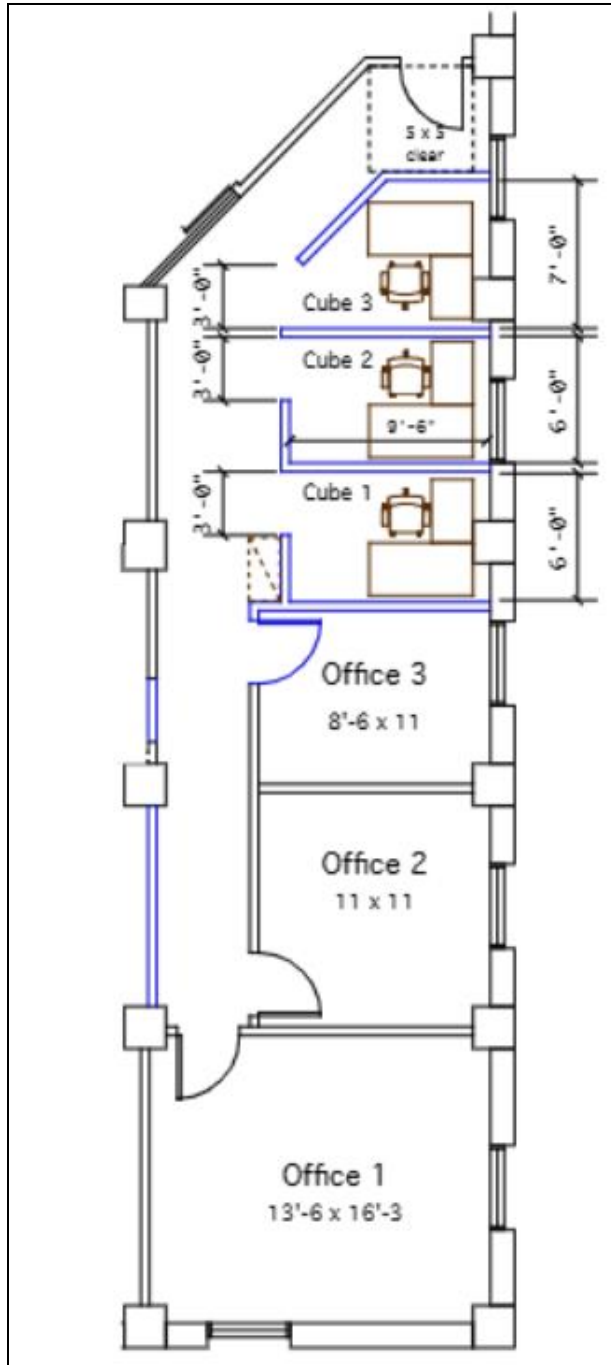 5 x 5
clear
7'-0"
3'-0"
Cube 3
Cube 2
3'-0"
6'-0"
9'-6"
Cube 1
3'-0"
6'-0"
Office 3
8'-6 x 11
Office 2
11 x 11
Office 1
13'-6 x 16'-3